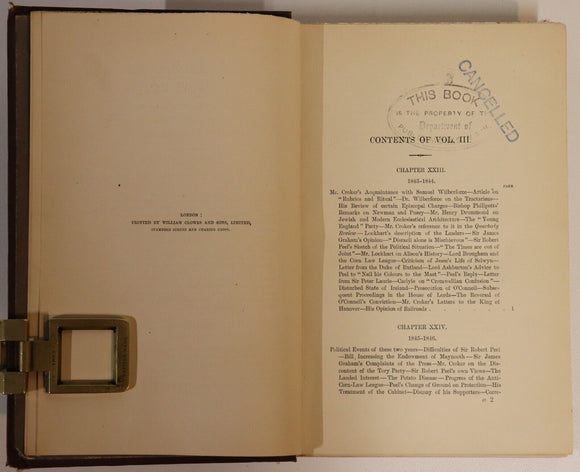 LONDON:
PRINTED BY WILLIAM CLOWES AND SONS, LIMITED,
STAMFORD STREET AND CHARING CROSS.
CANCELLED
THIS BOOK
IS THE PROPERTY OF THE
Department of
PUBLIC
CONTENTS OF VOL. III.
CHAPTER XXIII.
1843-1844.
PAGE
Mr. Croker's Acquaintance with Samuel Wilberforce—Article on
"Rubrics and Ritual"—Dr. Wilberforce on the Tractarians—
His Review of certain Episcopal Charges—Bishop Phillpotts'
Remarks on Newman and Pusey—Mr. Henry Drummond on
Jewish and Modern Ecclesiastical Architecture—The "Young
England" Party—Mr. Croker's reference to it in the Quarterly
Review—Lockhart's description of the Leaders—Sir James
Graham's Opinion—"Disraeli alone is Mischievous"—Sir Robert
Peel's Sketch of the Political Situation—"The Times are out of
Joint"—Mr. Lockhart on Alison's History—Lord Brougham and
the Corn Law League—Criticism of Jesse's Life of Selwyn—
Letter from the Duke of Rutland—Lord Ashburton's Advice to
Peel to "Nail his Colours to the Mast"—Peel's Reply—Letter
from Sir Peter Laurie—Carlyle on "Cromwellian Confusion"—
Disturbed State of Ireland—Prosecution of O'Connell—Subse-
quent Proceedings in the House of Lords—The Reversal of
O'Connell's Conviction—Mr. Croker's Letters to the King of
Hanover—His Opinion of Railroads . . . . 1
CHAPTER XXIV.
1845-1846.
Political Events of these two years—Difficulties of Sir Robert Peel
—Bill, Increasing the Endowment of Maynooth—Sir James
Graham's Complaints of the Press—Mr. Croker on the Dis-
content of the Tory Party—Sir Robert Peel's own Views—The
Landed Interest—The Potato Disease—Progress of the Anti-
Corn-Law League—Peel's Change of Ground on Protection—His
Treatment of the Cabinet—Dismay of his Supporters—Corre-
a 2